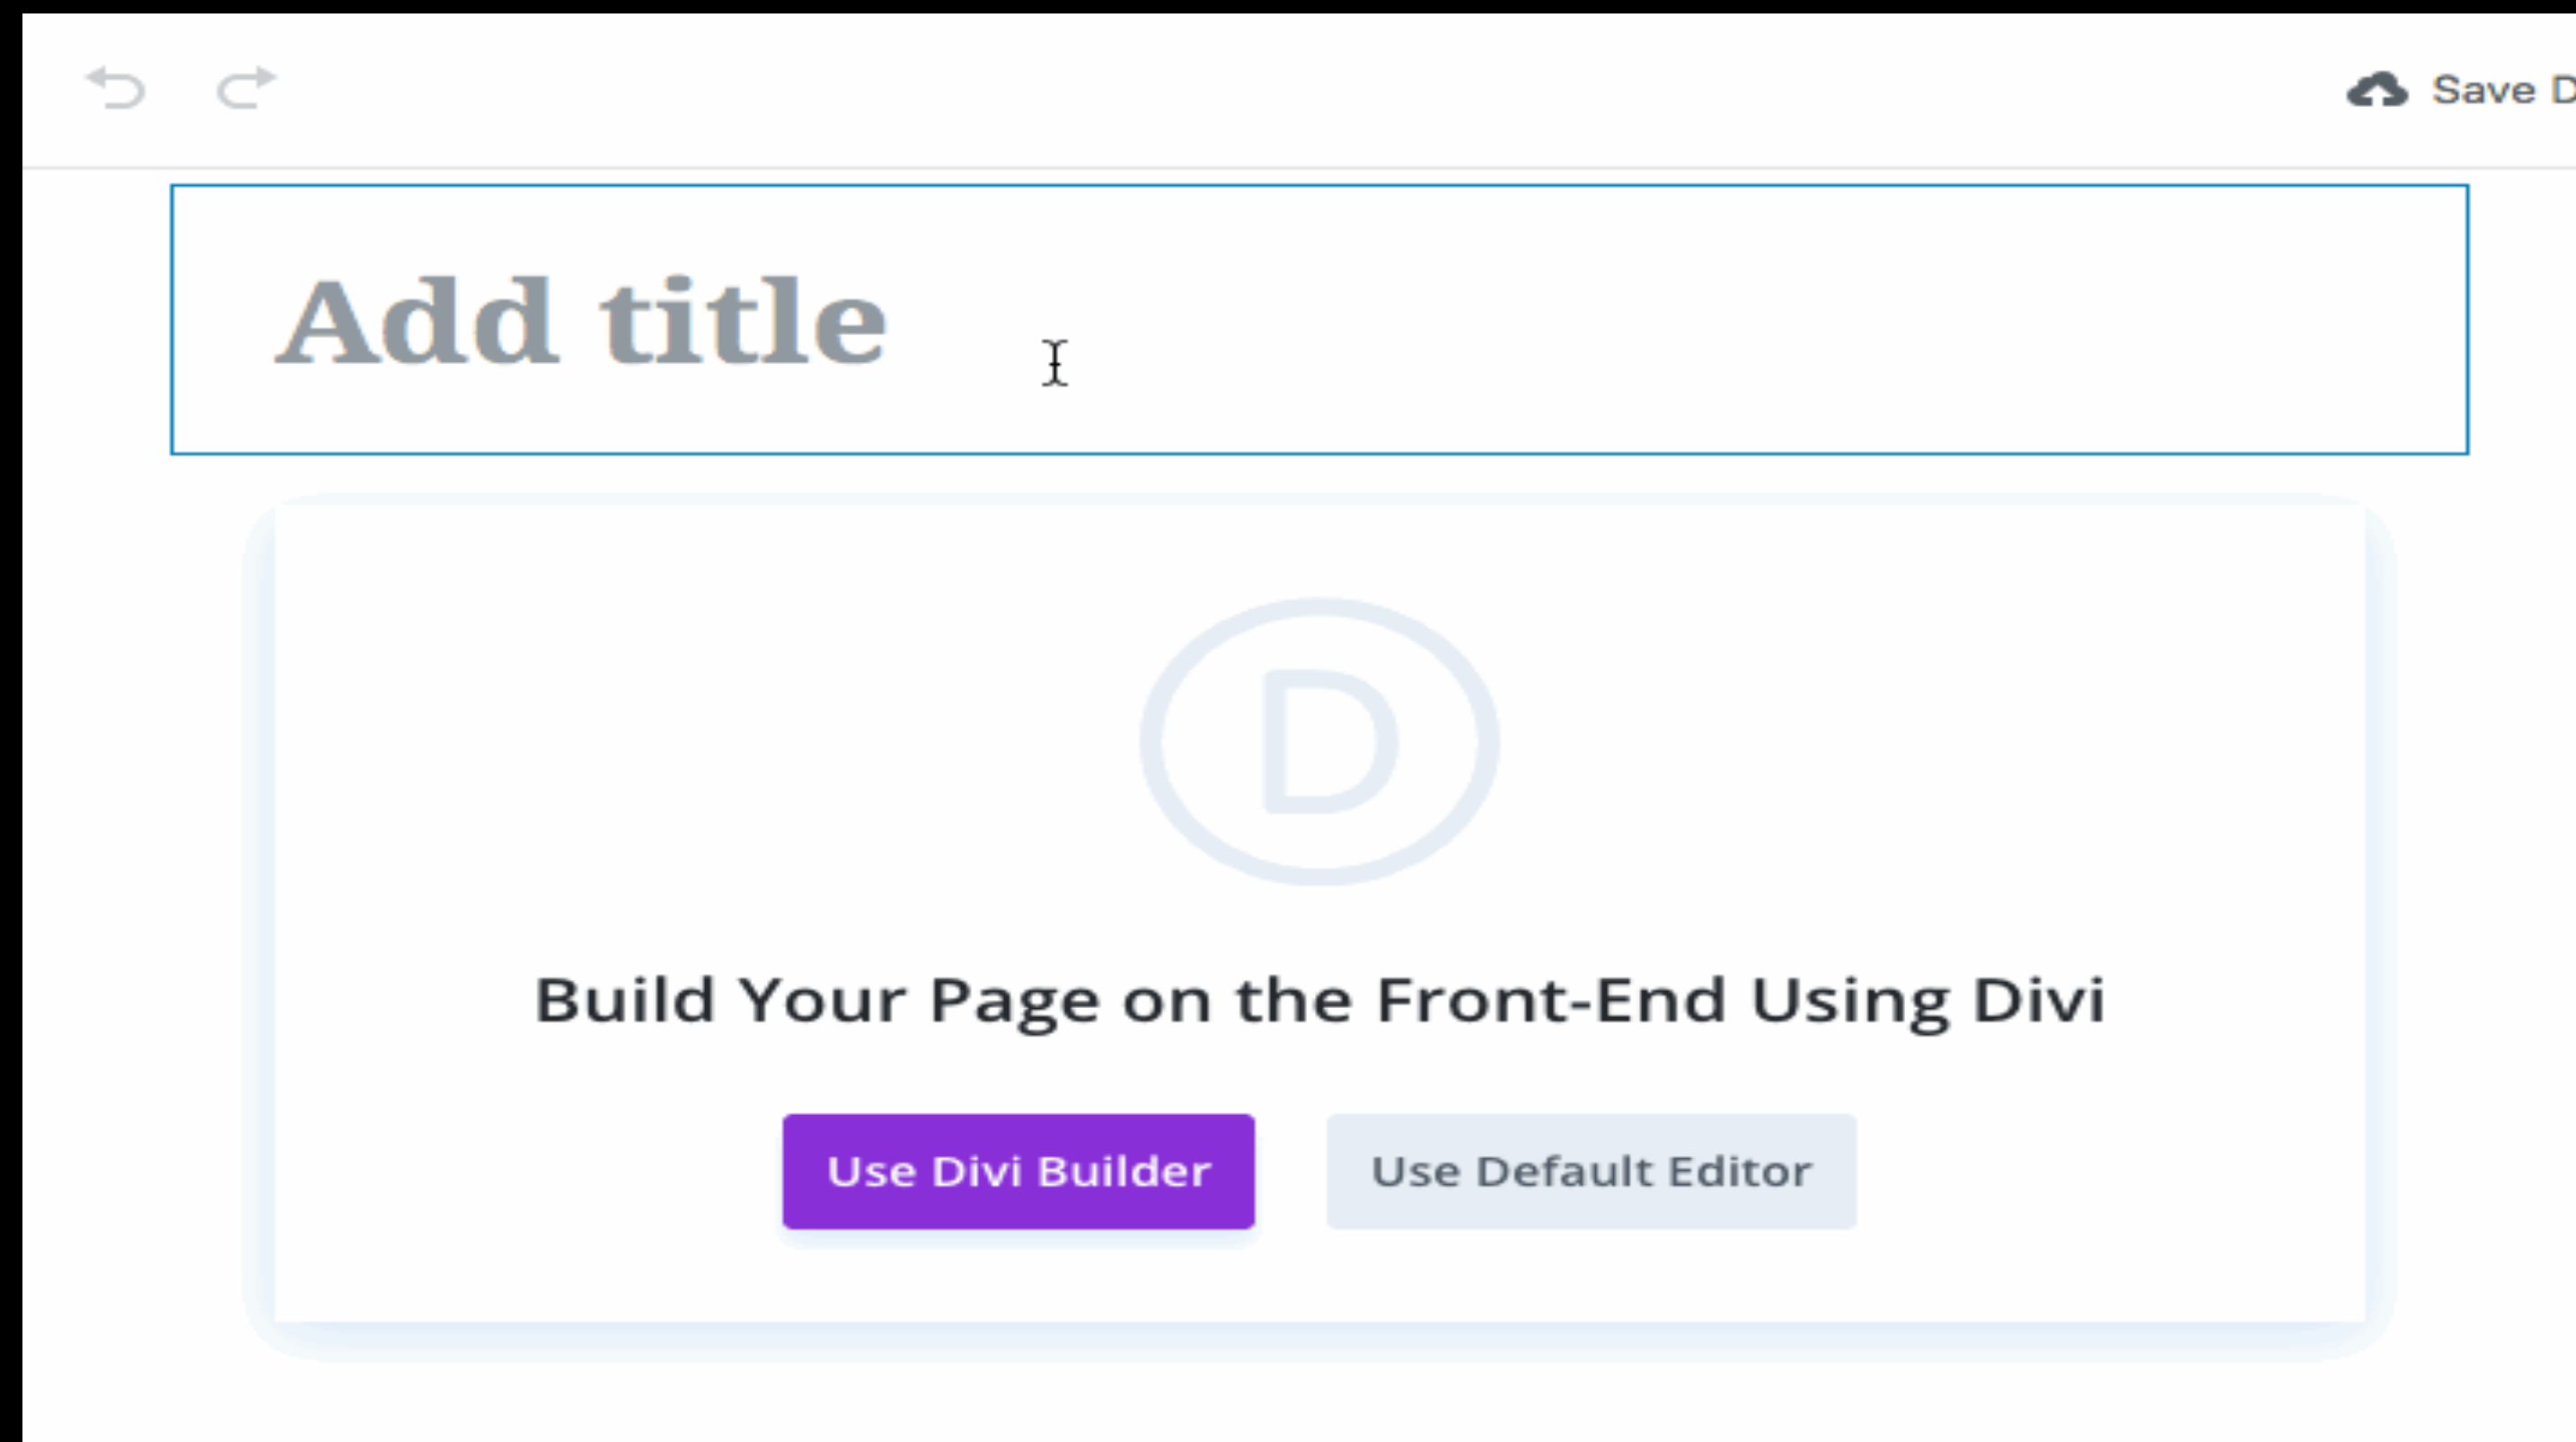 Save D
Add title
D
Build Your Page on the Front-End Using Divi
Use Divi Builder
Use Default Editor